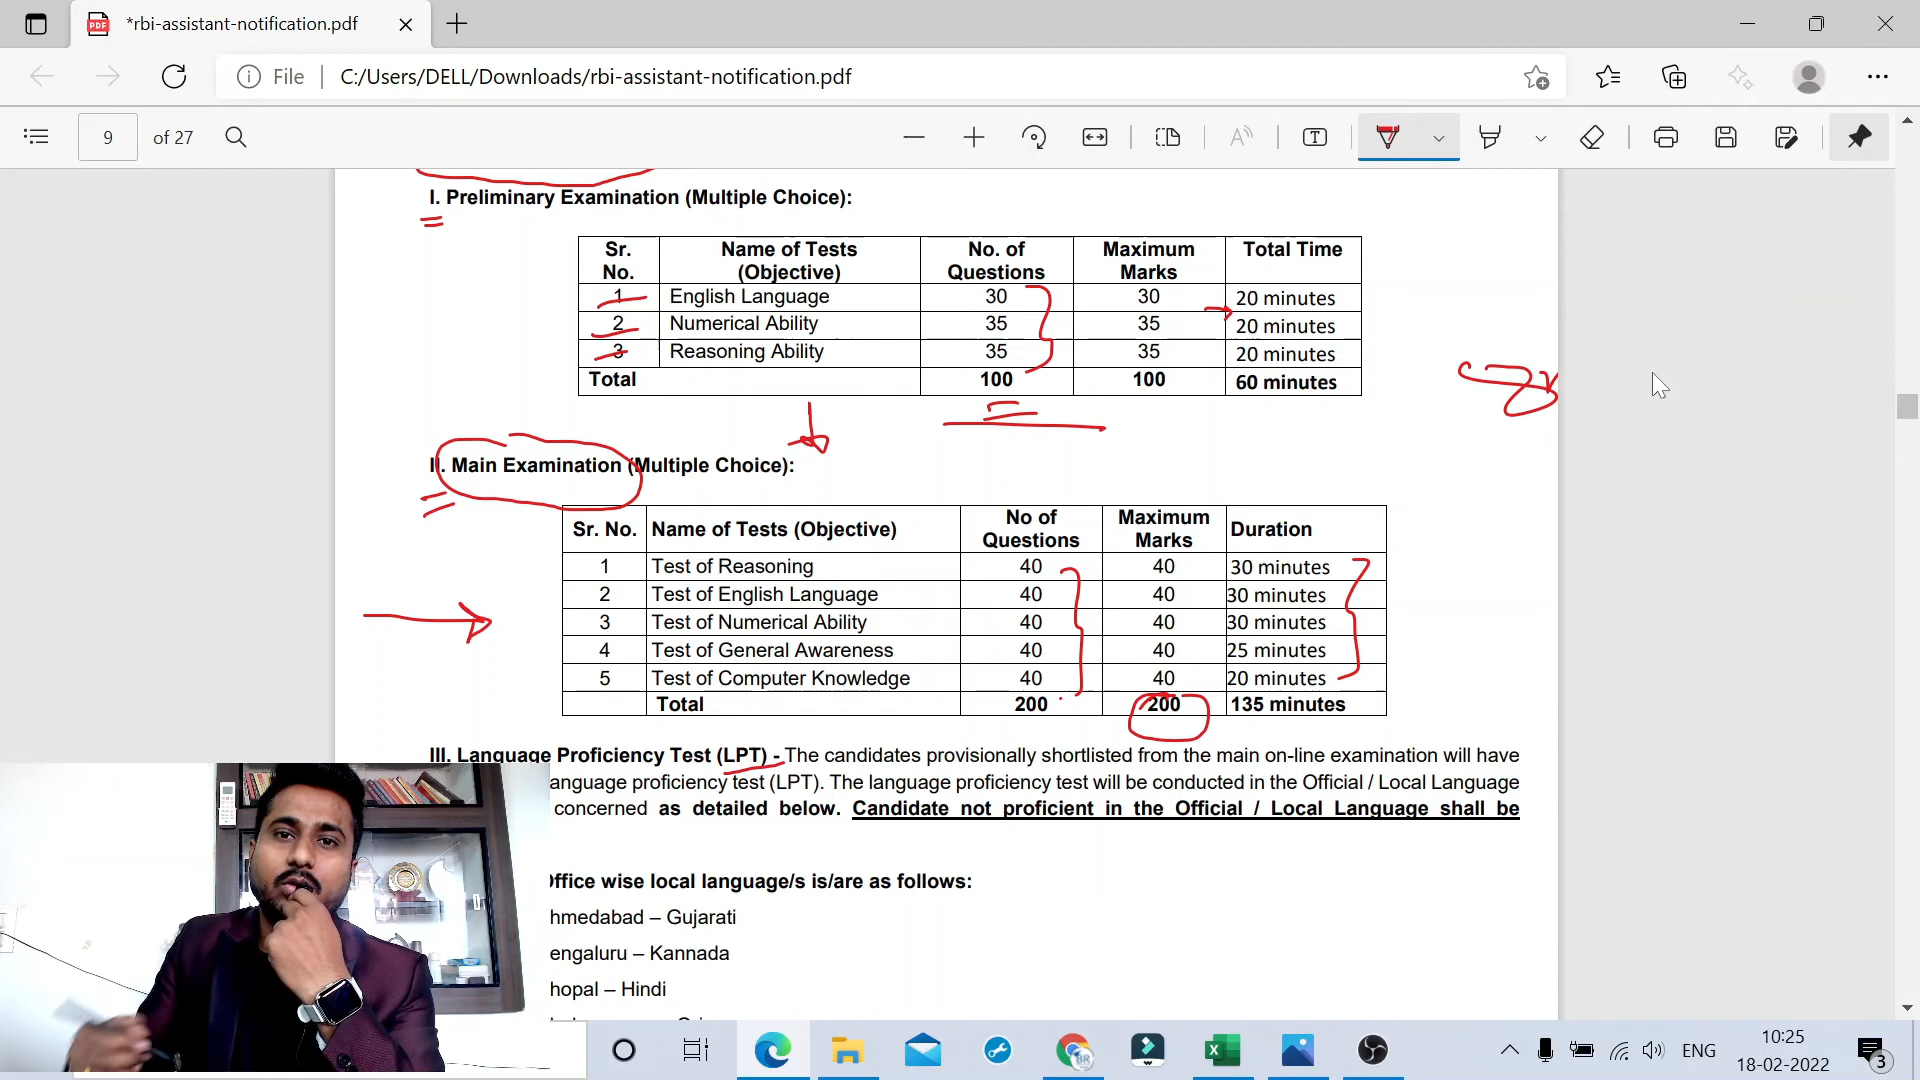 *rbi-assistant-notification.pdf
File
C:/Users/DELL/Downloads/rbi-assistant-notification.pdf
9 of 27
I. Preliminary Examination (Multiple Choice):
Sr. No. Name of Tests (Objective) No. of Questions Maximum Marks Total Time
1 English Language 30 30 20 minutes
2 Numerical Ability 35 35 20 minutes
3 Reasoning Ability 35 35 20 minutes
Total 100 100 60 minutes
II. Main Examination (Multiple Choice):
Sr. No. Name of Tests (Objective) No of Questions Maximum Marks Duration
1 Test of Reasoning 40 40 30 minutes
2 Test of English Language 40 40 30 minutes
3 Test of Numerical Ability 40 40 30 minutes
4 Test of General Awareness 40 40 25 minutes
5 Test of Computer Knowledge 40 40 20 minutes
Total 200 200 135 minutes
III. Language Proficiency Test (LPT) - The candidates provisionally shortlisted from the main on-line examination will have
anguage proficiency test (LPT). The language proficiency test will be conducted in the Official / Local Language
concerned as detailed below. Candidate not proficient in the Official / Local Language shall be
ffice wise local language/s is/are as follows:
hmedabad – Gujarati
engaluru – Kannada
hopal – Hindi
ENG
10:25
18-02-2022
3